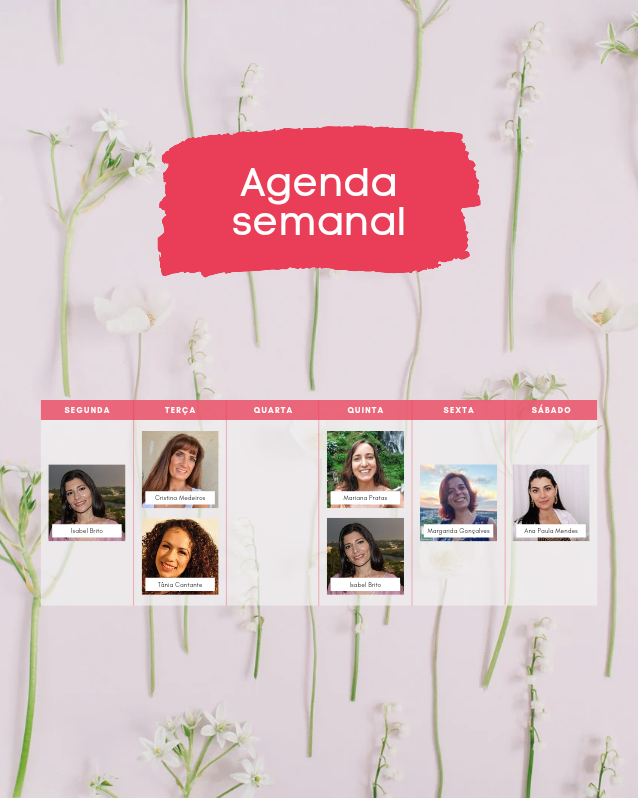 Agenda
semanal
SEGUNDA TERÇA QUARTA QUINTA SEXTA SÁBADO
Cristina Medeiros Mariana Pratas
Isabel Brito Margarida Gonçalves Ana Paula Mendes
Tânia Cantante Isabel Brito